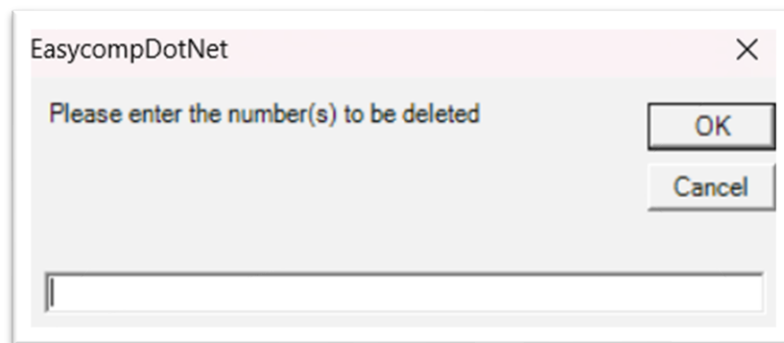 EasycompDotNet
Please enter the number(s) to be deleted
OK
Cancel